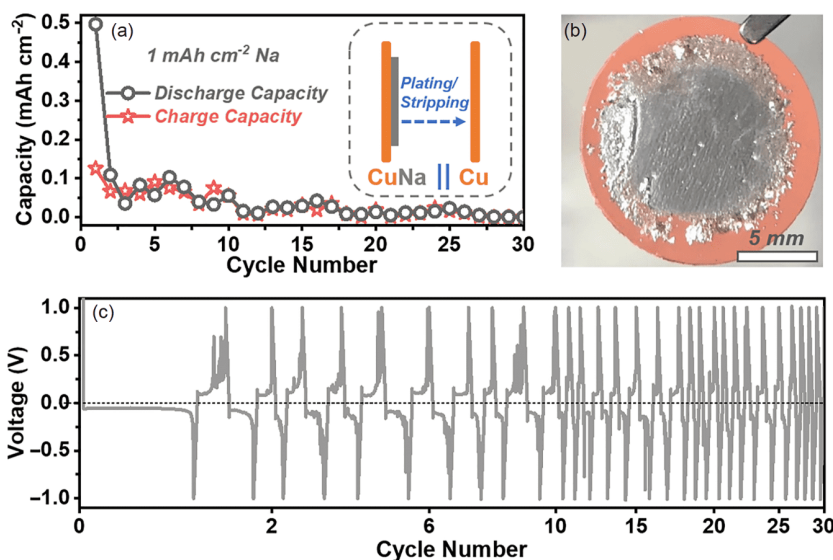 (a)
1 mAh cm⁻² Na
Discharge Capacity
Charge Capacity
Plating/
Stripping
CuNa || Cu
Capacity (mAh cm⁻²)
0.5
0.4
0.3
0.2
0.1
0.0
0 5 10 15 20 25 30
Cycle Number
(b)
5 mm
(c)
Voltage (V)
1.0
0.5
0.0
−0.5
−1.0
0 2 6 10 15 20 25 30
Cycle Number